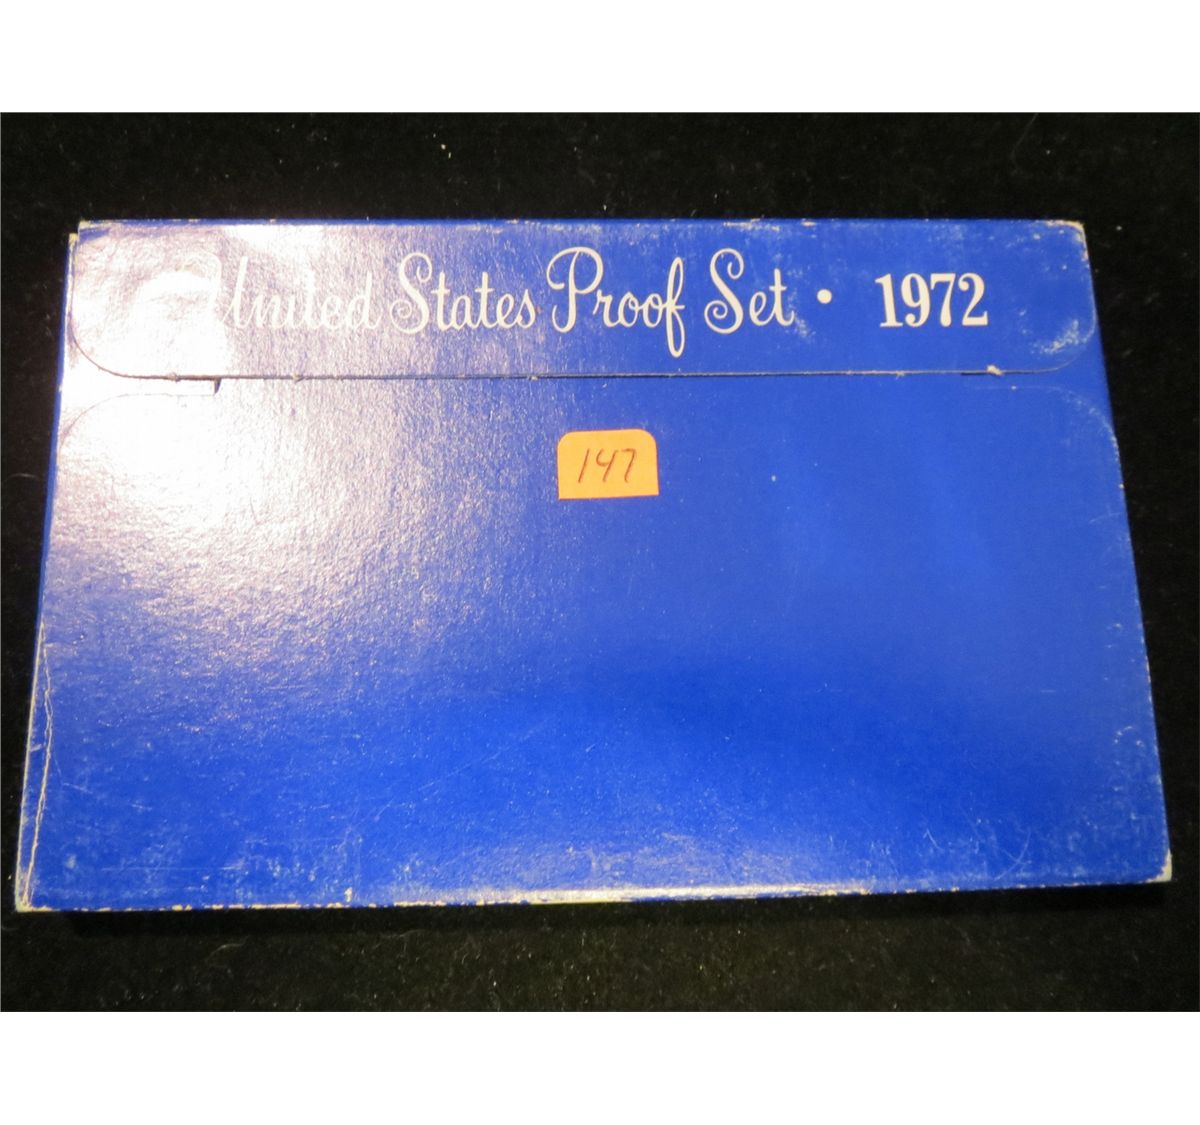 United States Proof Set · 1972
147